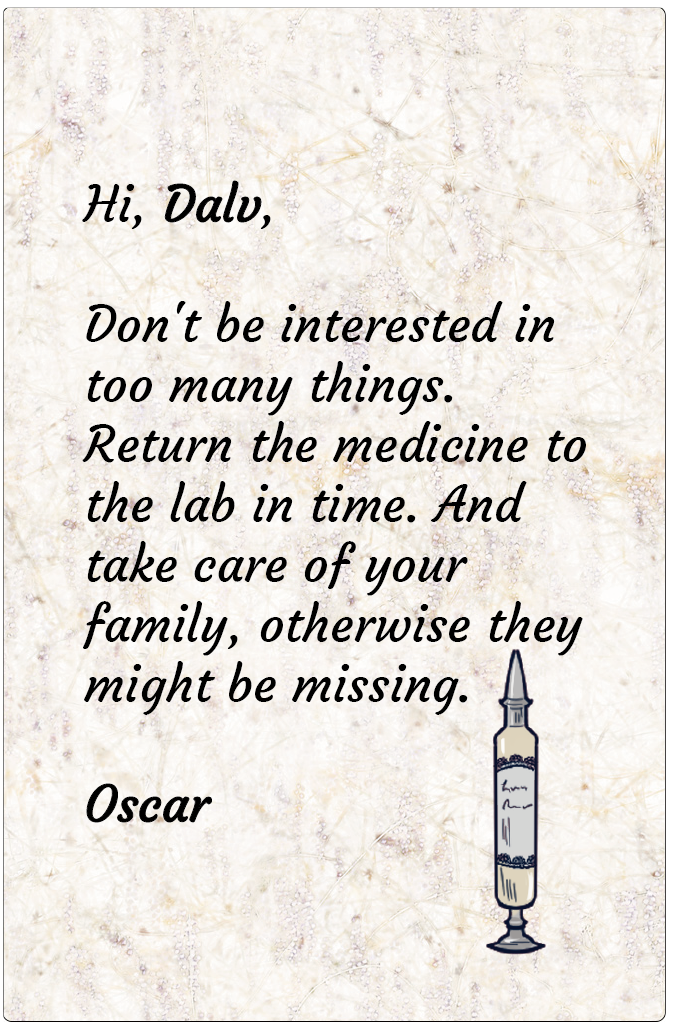 Hi, Dalv,
Don't be interested in
too many things.
Return the medicine to
the lab in time. And
take care of your
family, otherwise they
might be missing.
Oscar